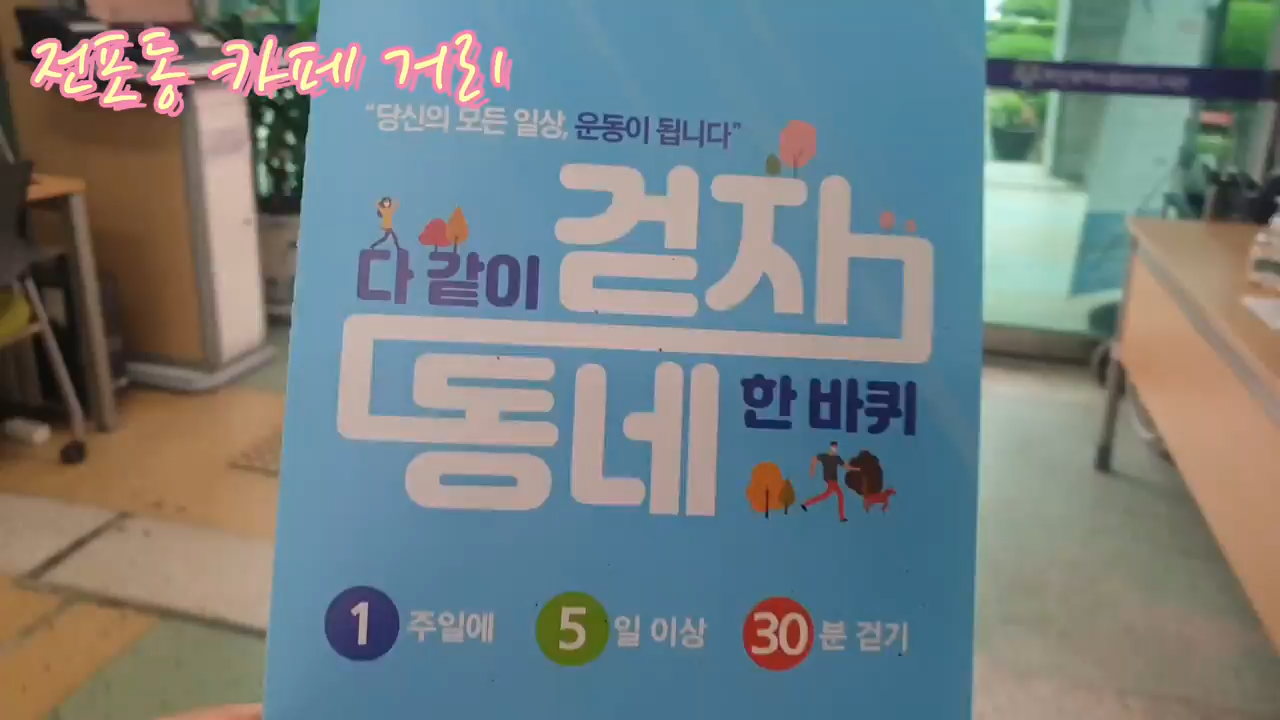 전포동 카페 거리
“당신의 모든 일상, 운동이 됩니다”
다 같이 걷자
동네 한 바퀴
1 주일에 5 일 이상 30 분 걷기